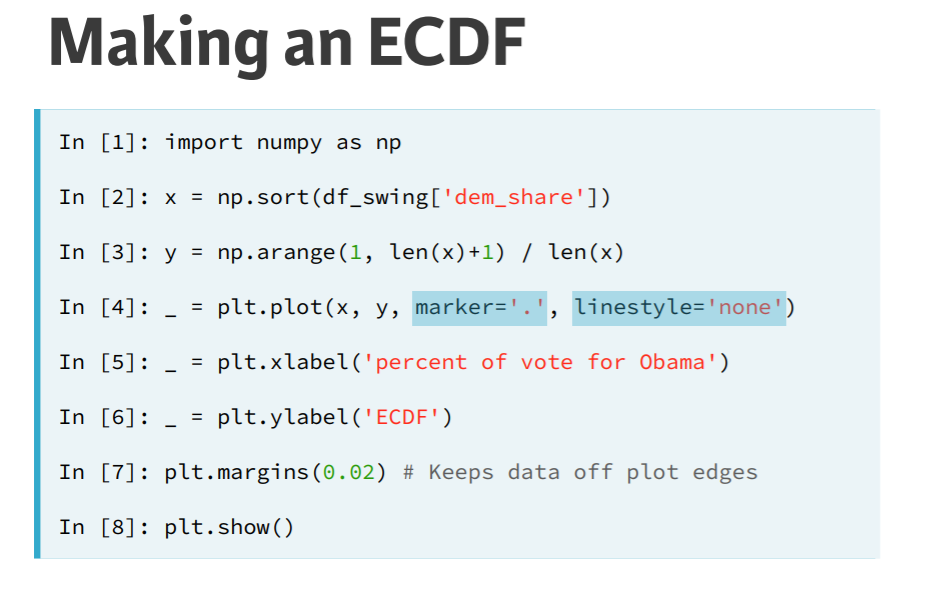 Making an ECDF
In [1]: import numpy as np
In [2]: x = np.sort(df_swing['dem_share'])
In [3]: y = np.arange(1, len(x)+1) / len(x)
In [4]: _ = plt.plot(x, y, marker='.', linestyle='none')
In [5]: _ = plt.xlabel('percent of vote for Obama')
In [6]: _ = plt.ylabel('ECDF')
In [7]: plt.margins(0.02) # Keeps data off plot edges
In [8]: plt.show()